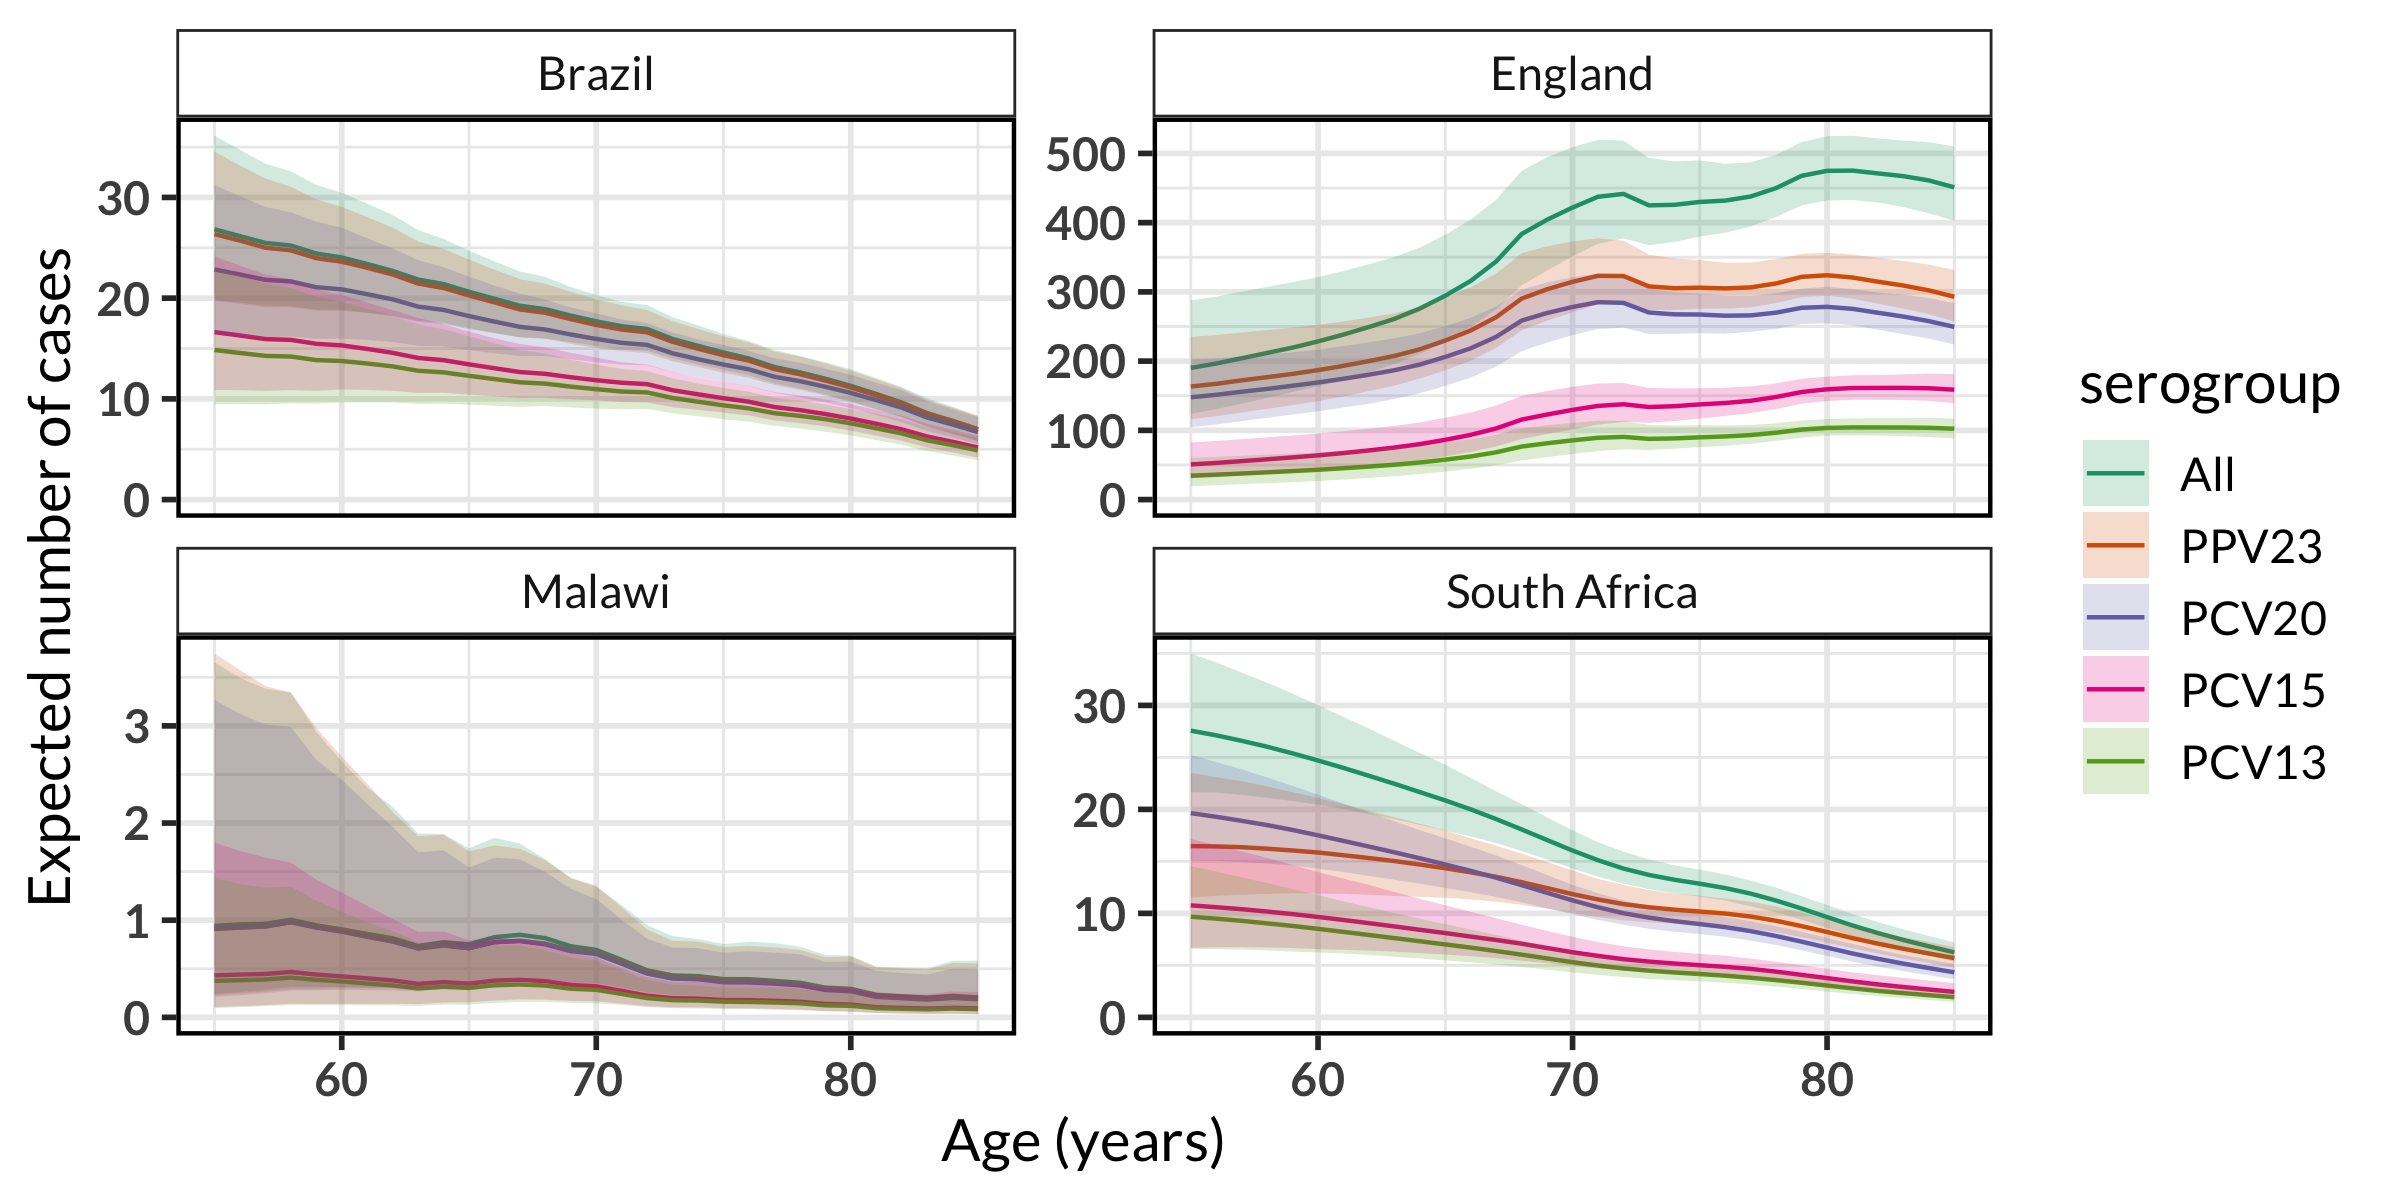 Brazil
England
30
20
10
0
500
400
300
200
100
0
Malawi
South Africa
3
2
1
0
30
20
10
0
60
70
80
60
70
80
Age (years)
Expected number of cases
serogroup
All
PPV23
PCV20
PCV15
PCV13